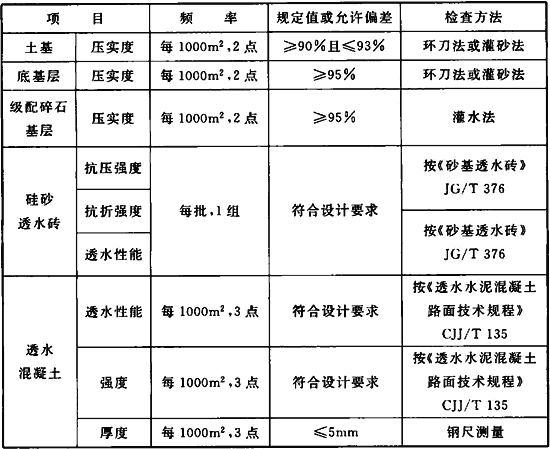 项 目 频 率 规定值或允许偏差 检查方法
土基 压实度 每 1000m²,2 点 ≥90%且≤93% 环刀法或灌砂法
底基层 压实度 每 1000m²,2 点 ≥95% 环刀法或灌砂法
级配碎石
基层 压实度 每 1000m²,2 点 ≥95% 灌水法
硅砂
透水砖
抗压强度
抗折强度
透水性能
每批,1 组
符合设计要求
按《砂基透水砖》
JG/T 376
按《砂基透水砖》
JG/T 376
透水
混凝土
透水性能 每 1000m²,3 点 符合设计要求
按《透水水泥混凝土
路面技术规程》
CJJ/T 135
强度 每 1000m²,3 点 符合设计要求
按《透水水泥混凝土
路面技术规程》
CJJ/T 135
厚度 每 1000m²,3 点 ≤5mm 钢尺测量